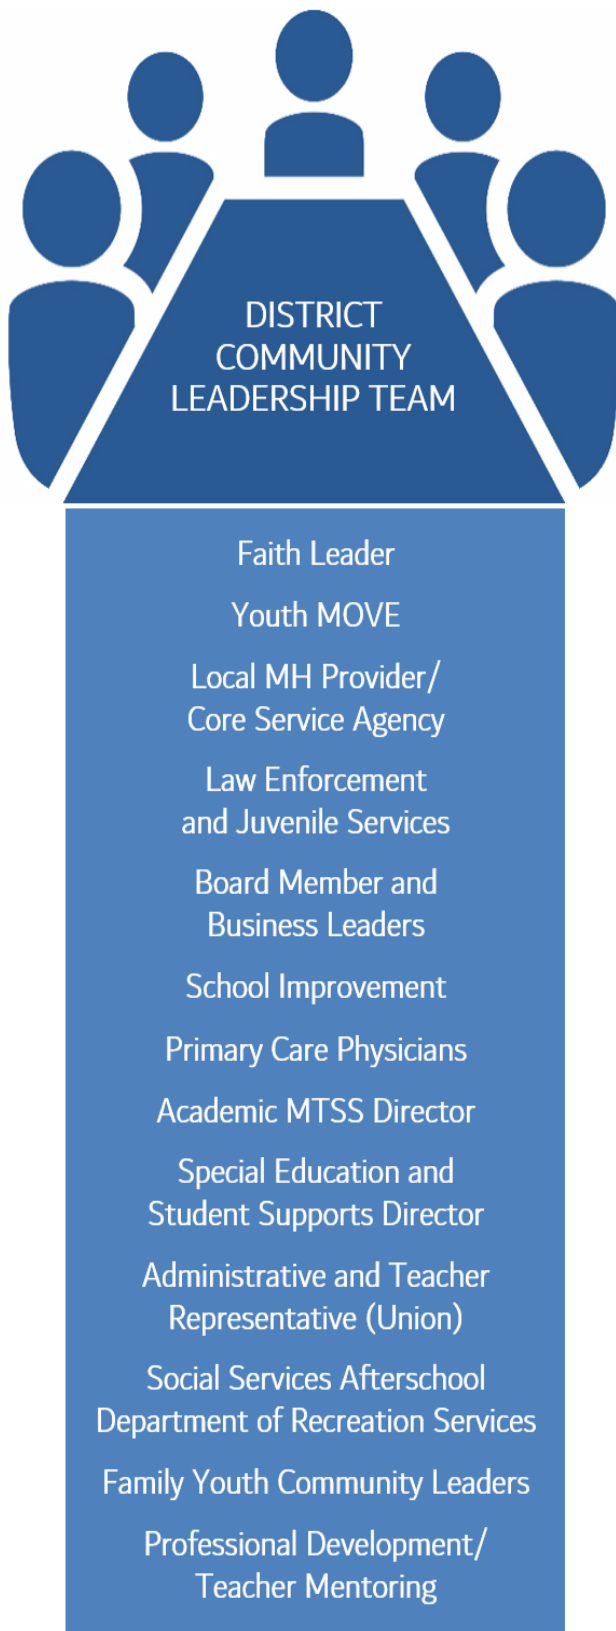 DISTRICT
COMMUNITY
LEADERSHIP TEAM
Faith Leader
Youth MOVE
Local MH Provider/
Core Service Agency
Law Enforcement
and Juvenile Services
Board Member and
Business Leaders
School Improvement
Primary Care Physicians
Academic MTSS Director
Special Education and
Student Supports Director
Administrative and Teacher
Representative (Union)
Social Services Afterschool
Department of Recreation Services
Family Youth Community Leaders
Professional Development/
Teacher Mentoring